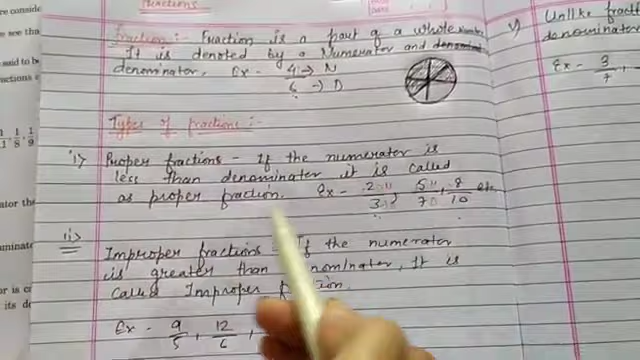 Fractions
Fraction :- Fraction is a part of a whole
It is denoted by a Numerator and
denominator. Ex - 4 → N
6 → D
Types of fractions :-
i) Proper fractions - If the numerator is
less than denominator it is called
as proper fraction. Ex - 2/3, 5/7, 8/10 etc
ii) Improper fractions - If the numerator
is greater than nominator, It is
called Improper
Ex - 9/5, 12/6,
v) Unlike
denominator
Ex - 3/7,